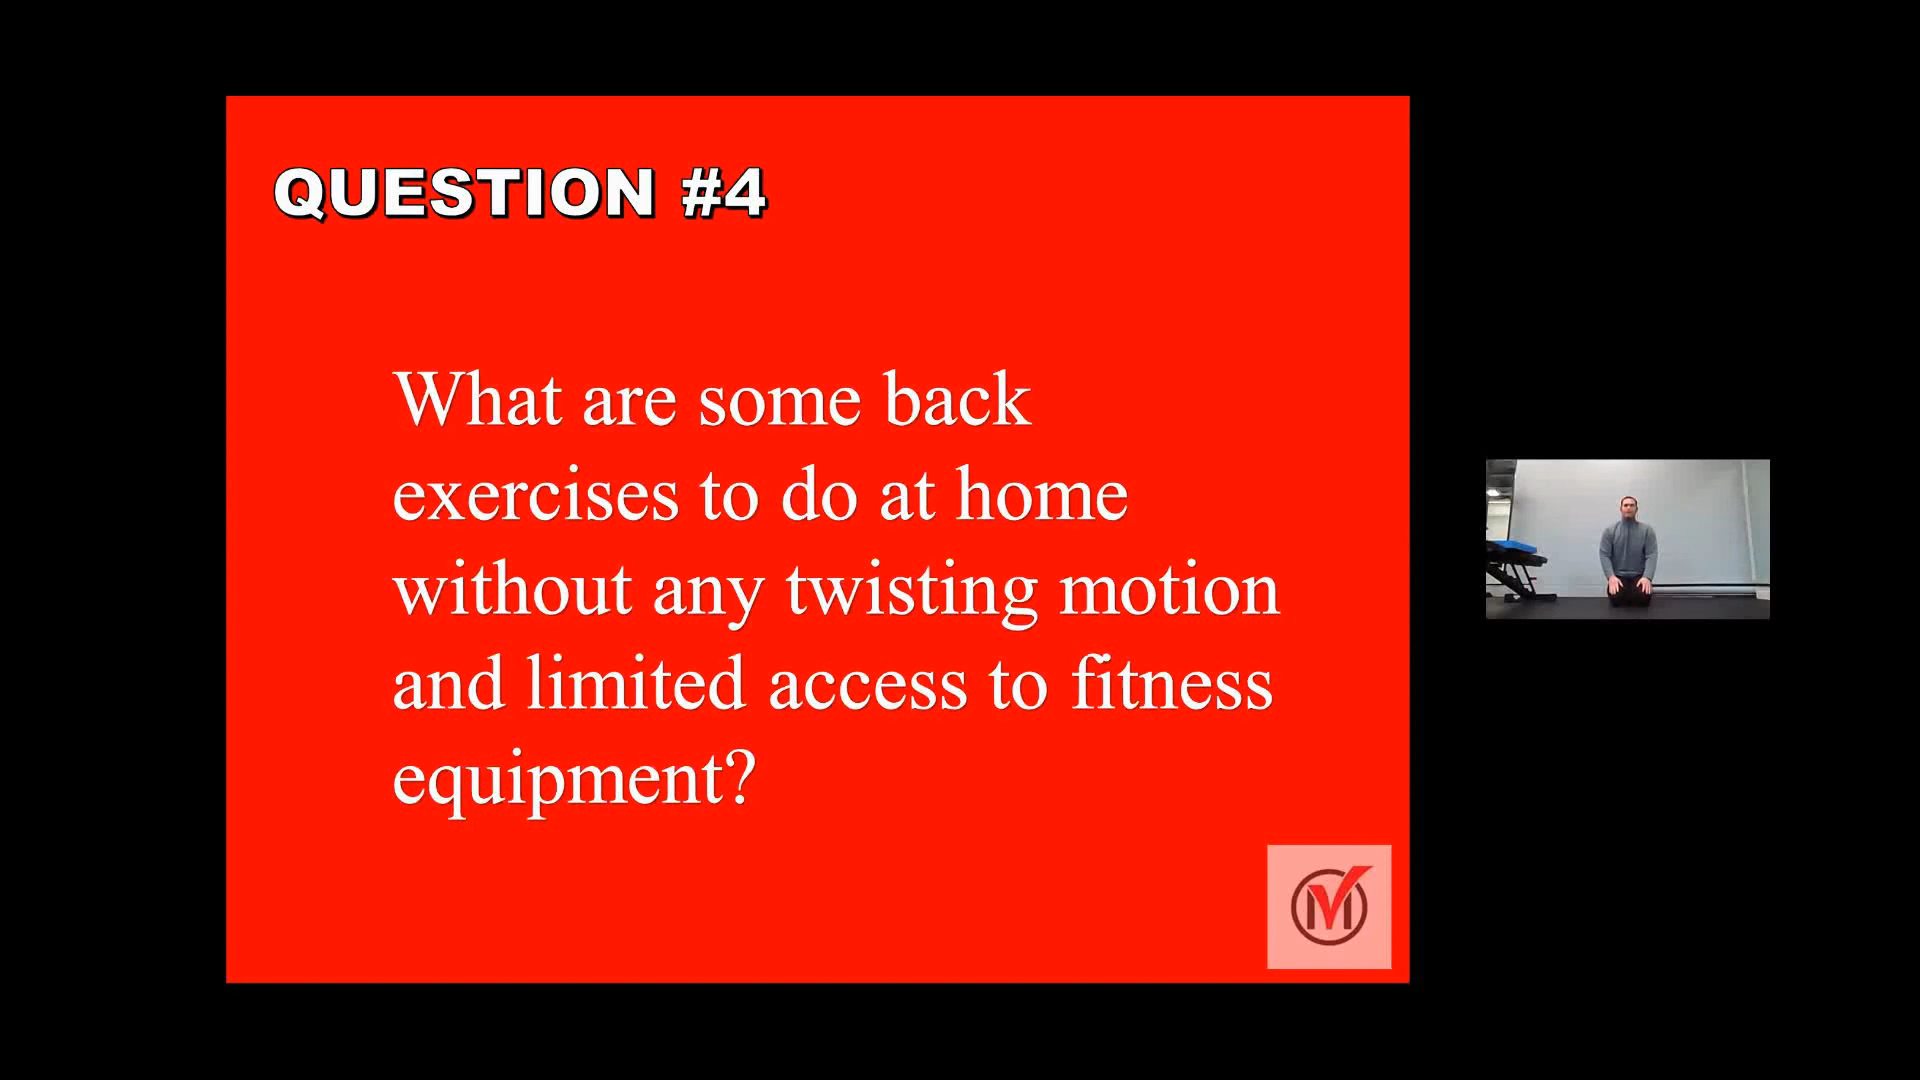 QUESTION #4
What are some back
exercises to do at home
without any twisting motion
and limited access to fitness
equipment?